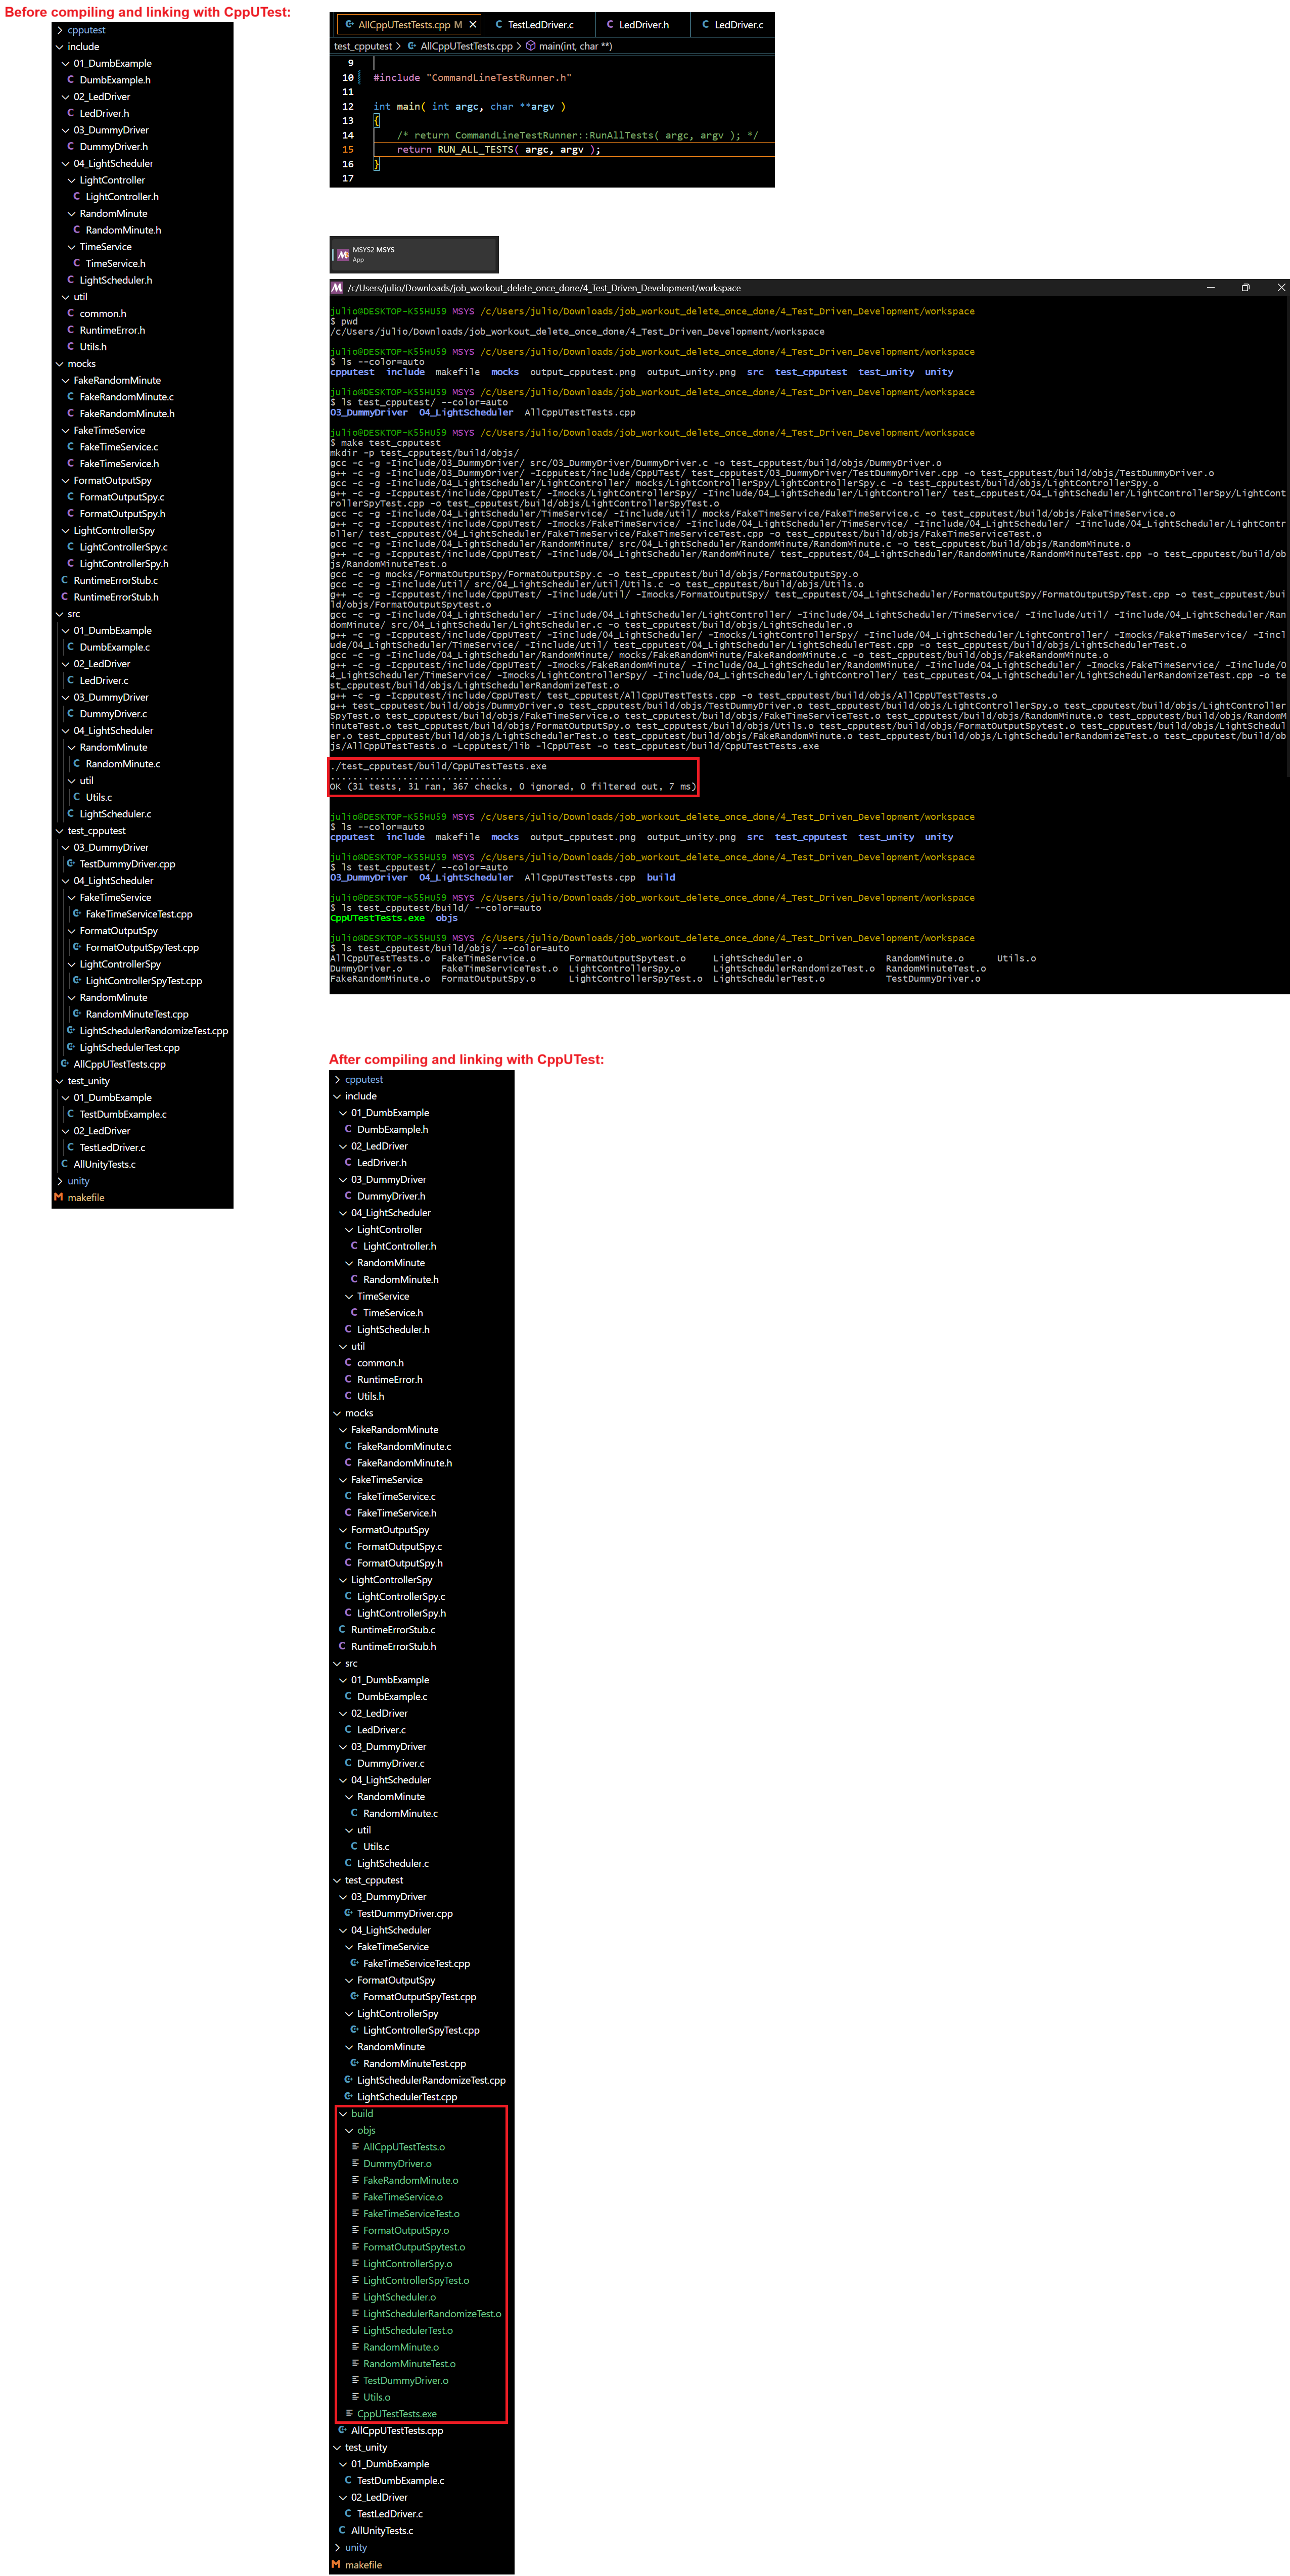 Before compiling and linking with CppUTest:
cpputest
include
01_DumbExample
DumbExample.h
02_LedDriver
LedDriver.h
03_DummyDriver
DummyDriver.h
04_LightScheduler
LightController
LightController.h
RandomMinute
RandomMinute.h
TimeService
TimeService.h
LightScheduler.h
util
common.h
RuntimeError.h
Utils.h
mocks
FakeRandomMinute
FakeRandomMinute.c
FakeRandomMinute.h
FakeTimeService
FakeTimeService.c
FakeTimeService.h
FormatOutputSpy
FormatOutputSpy.c
FormatOutputSpy.h
LightControllerSpy
LightControllerSpy.c
LightControllerSpy.h
RuntimeErrorStub.c
RuntimeErrorStub.h
src
01_DumbExample
DumbExample.c
02_LedDriver
LedDriver.c
03_DummyDriver
DummyDriver.c
04_LightScheduler
RandomMinute
RandomMinute.c
util
Utils.c
LightScheduler.c
test_cpputest
03_DummyDriver
TestDummyDriver.cpp
04_LightScheduler
FakeTimeService
FakeTimeServiceTest.cpp
FormatOutputSpy
FormatOutputSpyTest.cpp
LightControllerSpy
LightControllerSpyTest.cpp
RandomMinute
RandomMinuteTest.cpp
LightSchedulerRandomizeTest.cpp
LightSchedulerTest.cpp
AllCppUTestTests.cpp
test_unity
01_DumbExample
TestDumbExample.c
02_LedDriver
TestLedDriver.c
AllUnityTests.c
unity
makefile
AllCppUTestTests.cpp M TestLedDriver.c LedDriver.h LedDriver.c
test_cpputest > AllCppUTestTests.cpp > main(int, char **)
9
10 #include "CommandLineTestRunner.h"
11
12 int main( int argc, char **argv )
13 {
14 /* return CommandLineTestRunner::RunAllTests( argc, argv ); */
15 return RUN_ALL_TESTS( argc, argv );
16 }
17
MSYS2 MSYS
App
/c/Users/julio/Downloads/job_workout_delete_once_done/4_Test_Driven_Development/workspace
julio@DESKTOP-K55HU59 MSYS /c/Users/julio/Downloads/job_workout_delete_once_done/4_Test_Driven_Development/workspace
$ pwd
/c/Users/julio/Downloads/job_workout_delete_once_done/4_Test_Driven_Development/workspace
julio@DESKTOP-K55HU59 MSYS /c/Users/julio/Downloads/job_workout_delete_once_done/4_Test_Driven_Development/workspace
$ ls --color=auto
cpputest include makefile mocks output_cpputest.png output_unity.png src test_cpputest test_unity unity
julio@DESKTOP-K55HU59 MSYS /c/Users/julio/Downloads/job_workout_delete_once_done/4_Test_Driven_Development/workspace
$ ls test_cpputest/ --color=auto
03_DummyDriver 04_LightScheduler AllCppUTestTests.cpp
julio@DESKTOP-K55HU59 MSYS /c/Users/julio/Downloads/job_workout_delete_once_done/4_Test_Driven_Development/workspace
$ make test_cpputest
mkdir -p test_cpputest/build/objs/
gcc -c -g -Iinclude/03_DummyDriver/ src/03_DummyDriver/DummyDriver.c -o test_cpputest/build/objs/DummyDriver.o
g++ -c -g -Iinclude/03_DummyDriver/ -Icpputest/include/CppUTest/ test_cpputest/03_DummyDriver/TestDummyDriver.cpp -o test_cpputest/build/objs/TestDummyDriver.o
gcc -c -g -Iinclude/04_LightScheduler/LightController/ mocks/LightControllerSpy/LightControllerSpy.c -o test_cpputest/build/objs/LightControllerSpy.o
g++ -c -g -Icpputest/include/CppUTest/ -Imocks/LightControllerSpy/ -Iinclude/04_LightScheduler/LightController/ test_cpputest/04_LightScheduler/LightControllerSpy/LightCont
rollerSpyTest.cpp -o test_cpputest/build/objs/LightControllerSpyTest.o
gcc -c -g -Iinclude/04_LightScheduler/TimeService/ -Iinclude/util/ mocks/FakeTimeService/FakeTimeService.c -o test_cpputest/build/objs/FakeTimeService.o
g++ -c -g -Icpputest/include/CppUTest/ -Imocks/FakeTimeService/ -Iinclude/04_LightScheduler/TimeService/ -Iinclude/04_LightScheduler/ -Iinclude/04_LightScheduler/LightContr
oller/ test_cpputest/04_LightScheduler/FakeTimeService/FakeTimeServiceTest.cpp -o test_cpputest/build/objs/FakeTimeServiceTest.o
gcc -c -g -Iinclude/04_LightScheduler/RandomMinute/ src/04_LightScheduler/RandomMinute/RandomMinute.c -o test_cpputest/build/objs/RandomMinute.o
g++ -c -g -Icpputest/include/CppUTest/ -Iinclude/04_LightScheduler/RandomMinute/ test_cpputest/04_LightScheduler/RandomMinute/RandomMinuteTest.cpp -o test_cpputest/build/ob
js/RandomMinuteTest.o
gcc -c -g mocks/FormatOutputSpy/FormatOutputSpy.c -o test_cpputest/build/objs/FormatOutputSpy.o
gcc -c -g -Iinclude/util/ src/04_LightScheduler/util/Utils.c -o test_cpputest/build/objs/Utils.o
g++ -c -g -Icpputest/include/CppUTest/ -Iinclude/util/ -Imocks/FormatOutputSpy/ test_cpputest/04_LightScheduler/FormatOutputSpy/FormatOutputSpyTest.cpp -o test_cpputest/bui
ld/objs/FormatOutputSpytest.o
gcc -c -g -Iinclude/04_LightScheduler/ -Iinclude/04_LightScheduler/LightController/ -Iinclude/04_LightScheduler/TimeService/ -Iinclude/util/ -Iinclude/04_LightScheduler/Ran
domMinute/ src/04_LightScheduler/LightScheduler.c -o test_cpputest/build/objs/LightScheduler.o
g++ -c -g -Icpputest/include/CppUTest/ -Iinclude/04_LightScheduler/ -Imocks/LightControllerSpy/ -Iinclude/04_LightScheduler/LightController/ -Imocks/FakeTimeService/ -Iincl
ude/04_LightScheduler/TimeService/ -Iinclude/util/ test_cpputest/04_LightScheduler/LightSchedulerTest.cpp -o test_cpputest/build/objs/LightSchedulerTest.o
gcc -c -g -Iinclude/04_LightScheduler/RandomMinute/ mocks/FakeRandomMinute/FakeRandomMinute.c -o test_cpputest/build/objs/FakeRandomMinute.o
g++ -c -g -Icpputest/include/CppUTest/ -Imocks/FakeRandomMinute/ -Iinclude/04_LightScheduler/RandomMinute/ -Iinclude/04_LightScheduler/ -Imocks/FakeTimeService/ -Iinclude/0
4_LightScheduler/TimeService/ -Imocks/LightControllerSpy/ -Iinclude/04_LightScheduler/LightController/ test_cpputest/04_LightScheduler/LightSchedulerRandomizeTest.cpp -o te
st_cpputest/build/objs/LightSchedulerRandomizeTest.o
g++ -c -g -Icpputest/include/CppUTest/ test_cpputest/AllCppUTestTests.cpp -o test_cpputest/build/objs/AllCppUTestTests.o
g++ test_cpputest/build/objs/DummyDriver.o test_cpputest/build/objs/TestDummyDriver.o test_cpputest/build/objs/LightControllerSpy.o test_cpputest/build/objs/LightController
SpyTest.o test_cpputest/build/objs/FakeTimeService.o test_cpputest/build/objs/FakeTimeServiceTest.o test_cpputest/build/objs/RandomMinute.o test_cpputest/build/objs/RandomM
inuteTest.o test_cpputest/build/objs/FormatOutputSpy.o test_cpputest/build/objs/Utils.o test_cpputest/build/objs/FormatOutputSpytest.o test_cpputest/build/objs/LightSchedul
er.o test_cpputest/build/objs/LightSchedulerTest.o test_cpputest/build/objs/FakeRandomMinute.o test_cpputest/build/objs/LightSchedulerRandomizeTest.o test_cpputest/build/ob
js/AllCppUTestTests.o -Lcpputest/lib -lCppUTest -o test_cpputest/build/CppUTestTests.exe
./test_cpputest/build/CppUTestTests.exe
...............................
OK (31 tests, 31 ran, 367 checks, 0 ignored, 0 filtered out, 7 ms)
julio@DESKTOP-K55HU59 MSYS /c/Users/julio/Downloads/job_workout_delete_once_done/4_Test_Driven_Development/workspace
$ ls --color=auto
cpputest include makefile mocks output_cpputest.png output_unity.png src test_cpputest test_unity unity
julio@DESKTOP-K55HU59 MSYS /c/Users/julio/Downloads/job_workout_delete_once_done/4_Test_Driven_Development/workspace
$ ls test_cpputest/ --color=auto
03_DummyDriver 04_LightScheduler AllCppUTestTests.cpp build
julio@DESKTOP-K55HU59 MSYS /c/Users/julio/Downloads/job_workout_delete_once_done/4_Test_Driven_Development/workspace
$ ls test_cpputest/build/ --color=auto
CppUTestTests.exe objs
julio@DESKTOP-K55HU59 MSYS /c/Users/julio/Downloads/job_workout_delete_once_done/4_Test_Driven_Development/workspace
$ ls test_cpputest/build/objs/ --color=auto
AllCppUTestTests.o FakeTimeService.o FormatOutputSpytest.o LightScheduler.o RandomMinute.o Utils.o
DummyDriver.o FakeTimeServiceTest.o LightControllerSpy.o LightSchedulerRandomizeTest.o RandomMinuteTest.o
FakeRandomMinute.o FormatOutputSpy.o LightControllerSpyTest.o LightSchedulerTest.o TestDummyDriver.o
After compiling and linking with CppUTest:
cpputest
include
01_DumbExample
DumbExample.h
02_LedDriver
LedDriver.h
03_DummyDriver
DummyDriver.h
04_LightScheduler
LightController
LightController.h
RandomMinute
RandomMinute.h
TimeService
TimeService.h
LightScheduler.h
util
common.h
RuntimeError.h
Utils.h
mocks
FakeRandomMinute
FakeRandomMinute.c
FakeRandomMinute.h
FakeTimeService
FakeTimeService.c
FakeTimeService.h
FormatOutputSpy
FormatOutputSpy.c
FormatOutputSpy.h
LightControllerSpy
LightControllerSpy.c
LightControllerSpy.h
RuntimeErrorStub.c
RuntimeErrorStub.h
src
01_DumbExample
DumbExample.c
02_LedDriver
LedDriver.c
03_DummyDriver
DummyDriver.c
04_LightScheduler
RandomMinute
RandomMinute.c
util
Utils.c
LightScheduler.c
test_cpputest
03_DummyDriver
TestDummyDriver.cpp
04_LightScheduler
FakeTimeService
FakeTimeServiceTest.cpp
FormatOutputSpy
FormatOutputSpyTest.cpp
LightControllerSpy
LightControllerSpyTest.cpp
RandomMinute
RandomMinuteTest.cpp
LightSchedulerRandomizeTest.cpp
LightSchedulerTest.cpp
build
objs
AllCppUTestTests.o
DummyDriver.o
FakeRandomMinute.o
FakeTimeService.o
FakeTimeServiceTest.o
FormatOutputSpy.o
FormatOutputSpytest.o
LightControllerSpy.o
LightControllerSpyTest.o
LightScheduler.o
LightSchedulerRandomizeTest.o
LightSchedulerTest.o
RandomMinute.o
RandomMinuteTest.o
TestDummyDriver.o
Utils.o
CppUTestTests.exe
AllCppUTestTests.cpp
test_unity
01_DumbExample
TestDumbExample.c
02_LedDriver
TestLedDriver.c
AllUnityTests.c
unity
makefile